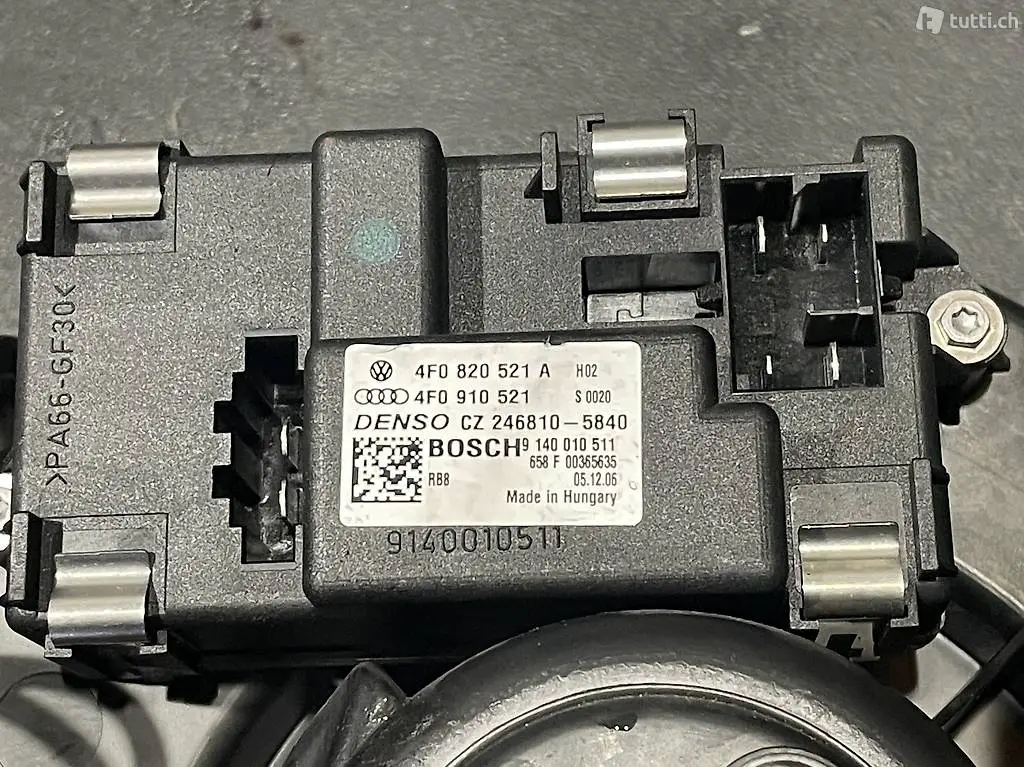 tutti.ch
>PA66-GF30<
4F0 820 521 A H02
4F0 910 521 S 0020
DENSO CZ 246810-5840
BOSCH 9 140 010 511
658 F 00365635
RB8 05.12.06
Made in Hungary
9140010511